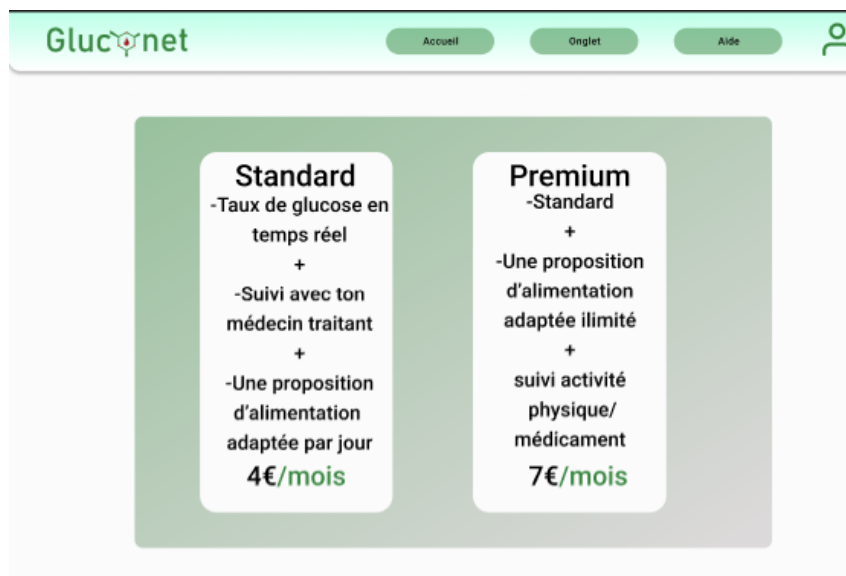 Gluconet
Accueil
Onglet
Aide
Standard
-Taux de glucose en
temps réel
+
-Suivi avec ton
médecin traitant
+
-Une proposition
d'alimentation
adaptée par jour
4€/mois
Premium
-Standard
+
-Une proposition
d'alimentation
adaptée ilimité
+
suivi activité
physique/
médicament
7€/mois